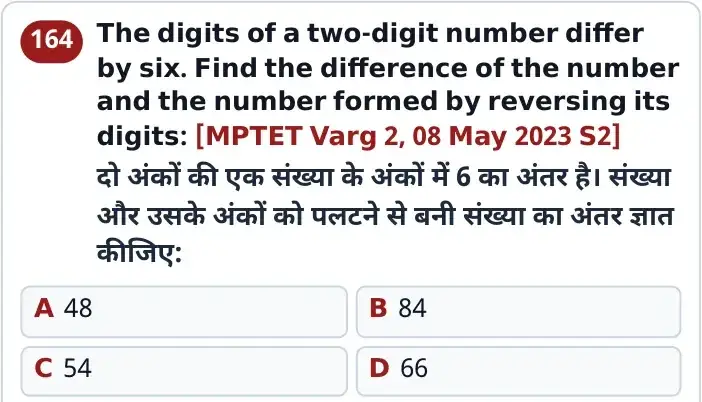 164 The digits of a two-digit number differ
by six. Find the difference of the number
and the number formed by reversing its
digits: [MPTET Varg 2, 08 May 2023 S2]
दो अंकों की एक संख्या के अंकों में 6 का अंतर है। संख्या
और उसके अंकों को पलटने से बनी संख्या का अंतर ज्ञात
कीजिए:
A 48
B 84
C 54
D 66